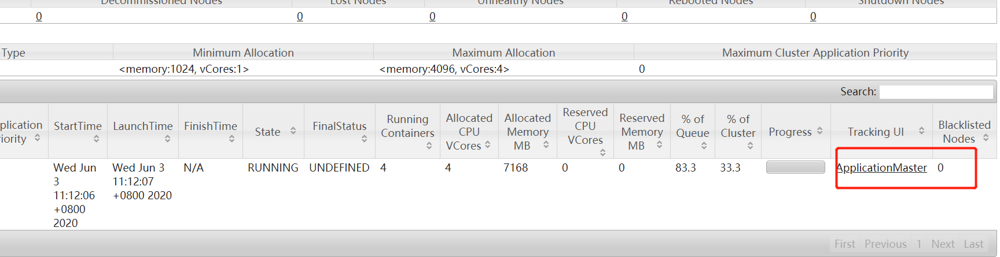 Decommissioned Nodes Lost Nodes Unhealthy Nodes Rebooted Nodes Shutdown Nodes
0 0 0 0 0
Type Minimum Allocation Maximum Allocation Maximum Cluster Application Priority
<memory:1024, vCores:1> <memory:4096, vCores:4> 0
Search:
plication
iority
StartTime
LaunchTime
FinishTime
State
FinalStatus
Running
Containers
Allocated
CPU
VCores
Allocated
Memory
MB
Reserved
CPU
VCores
Reserved
Memory
MB
% of
Queue
% of
Cluster
Progress
Tracking UI
Blacklisted
Nodes
Wed Jun
3
11:12:06
+0800
2020
Wed Jun 3
11:12:07
+0800 2020
N/A
RUNNING
UNDEFINED
4
4
7168
0
0
83.3
33.3
ApplicationMaster
0
First Previous 1 Next Last